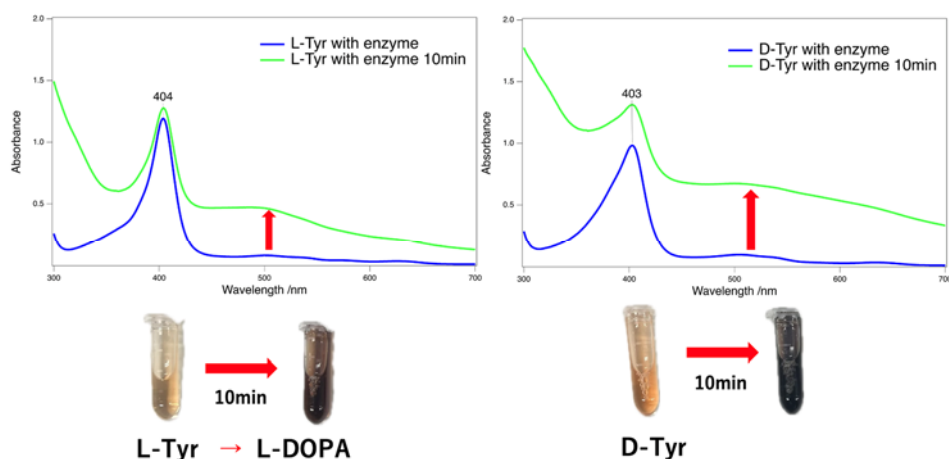 2.0
L-Tyr with enzyme
L-Tyr with enzyme 10min
1.5
404
1.0
0.5
Absorbance
300
400
500
600
700
Wavelength /nm
10min
L-Tyr → L-DOPA
2.0
D-Tyr with enzyme
D-Tyr with enzyme 10min
1.5
403
1.0
0.5
Absorbance
300
400
500
600
700
Wavelength /nm
10min
D-Tyr